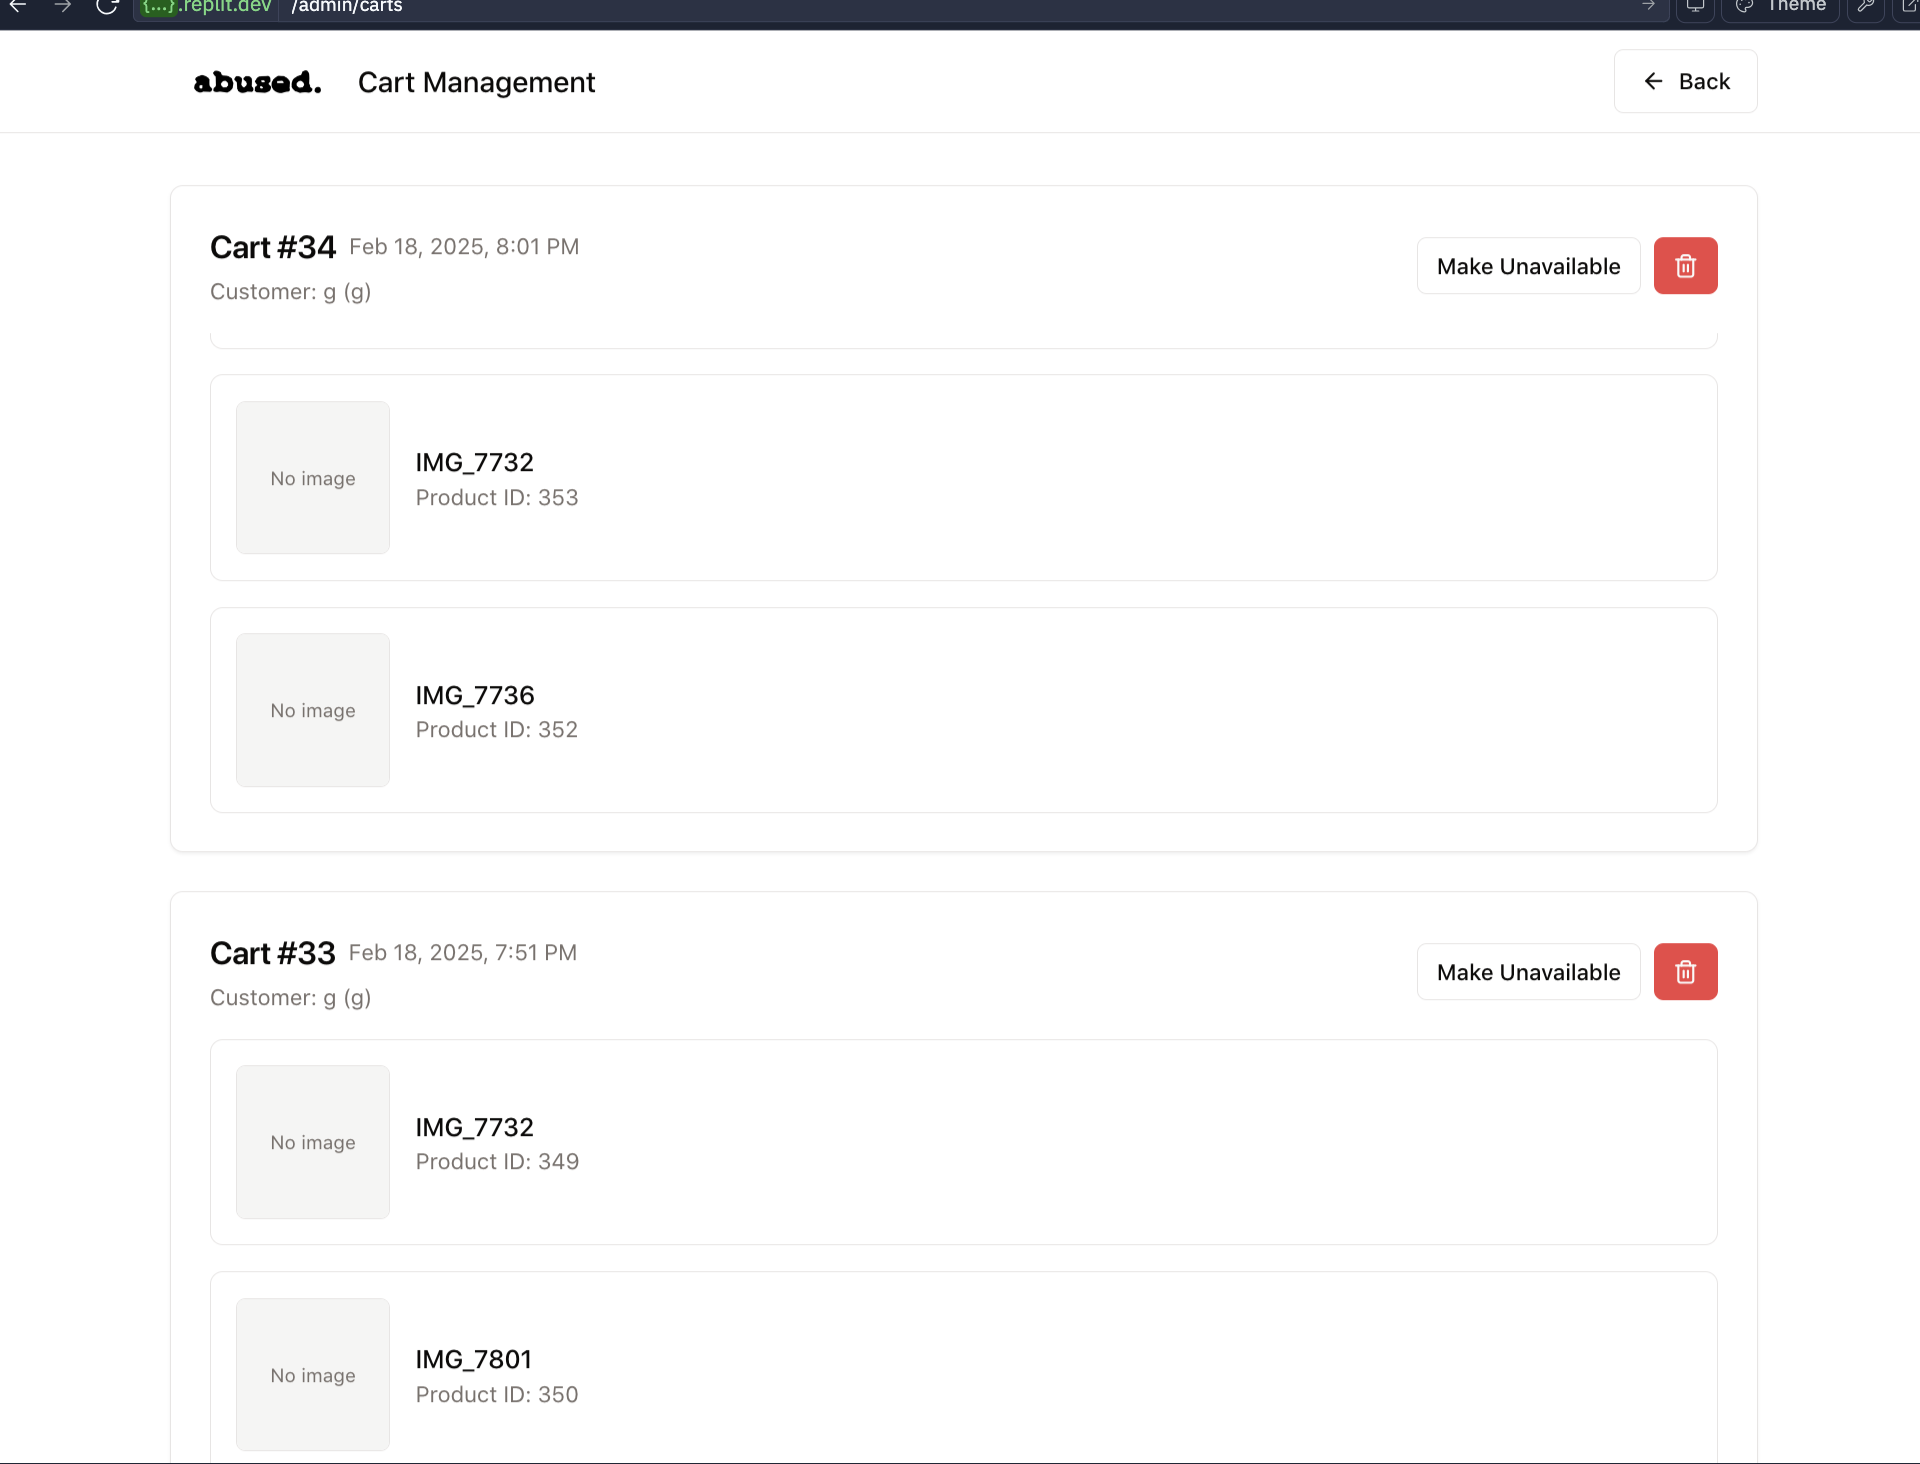 {...}.replit.dev /admin/carts
Theme
abused. Cart Management
Back
Cart #34 Feb 18, 2025, 8:01 PM
Customer: g (g)
Make Unavailable
No image
IMG_7732
Product ID: 353
No image
IMG_7736
Product ID: 352
Cart #33 Feb 18, 2025, 7:51 PM
Customer: g (g)
Make Unavailable
No image
IMG_7732
Product ID: 349
No image
IMG_7801
Product ID: 350